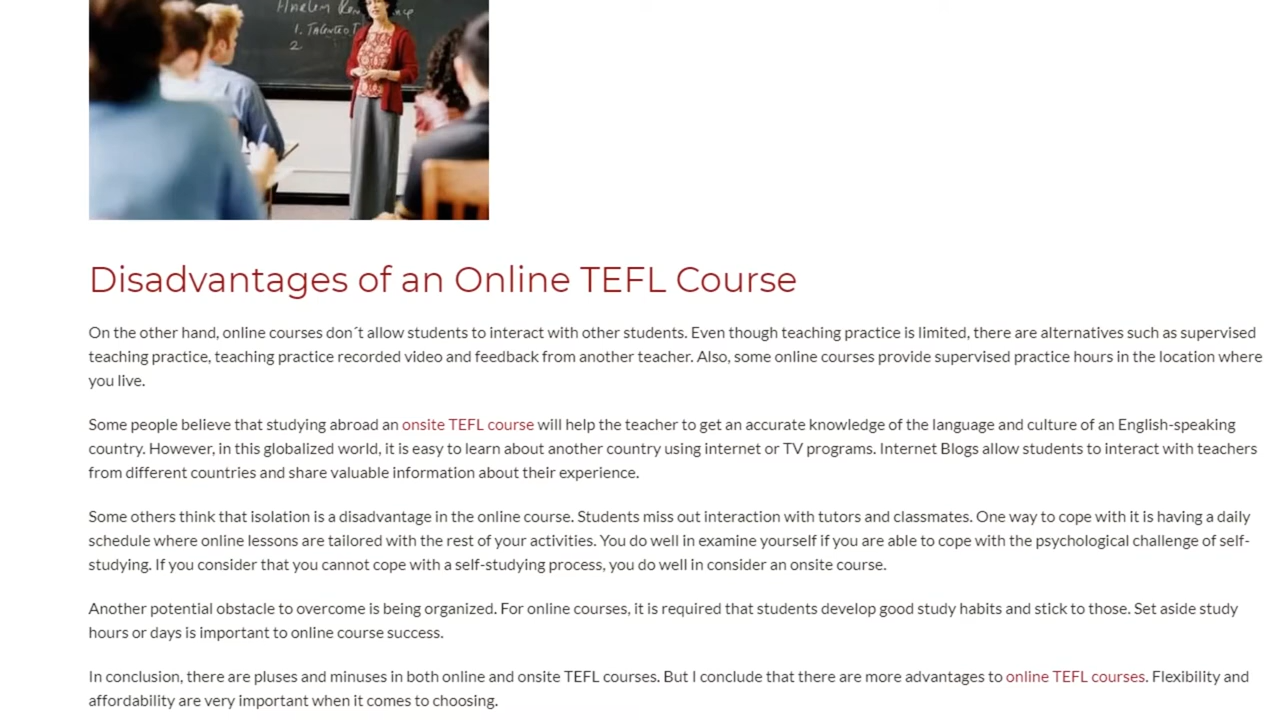 Harlem
1. Talented T
2
Disadvantages of an Online TEFL Course
On the other hand, online courses don´t allow students to interact with other students. Even though teaching practice is limited, there are alternatives such as supervised
teaching practice, teaching practice recorded video and feedback from another teacher. Also, some online courses provide supervised practice hours in the location where
you live.
Some people believe that studying abroad an onsite TEFL course will help the teacher to get an accurate knowledge of the language and culture of an English-speaking
country. However, in this globalized world, it is easy to learn about another country using internet or TV programs. Internet Blogs allow students to interact with teachers
from different countries and share valuable information about their experience.
Some others think that isolation is a disadvantage in the online course. Students miss out interaction with tutors and classmates. One way to cope with it is having a daily
schedule where online lessons are tailored with the rest of your activities. You do well in examine yourself if you are able to cope with the psychological challenge of self-
studying. If you consider that you cannot cope with a self-studying process, you do well in consider an onsite course.
Another potential obstacle to overcome is being organized. For online courses, it is required that students develop good study habits and stick to those. Set aside study
hours or days is important to online course success.
In conclusion, there are pluses and minuses in both online and onsite TEFL courses. But I conclude that there are more advantages to online TEFL courses. Flexibility and
affordability are very important when it comes to choosing.